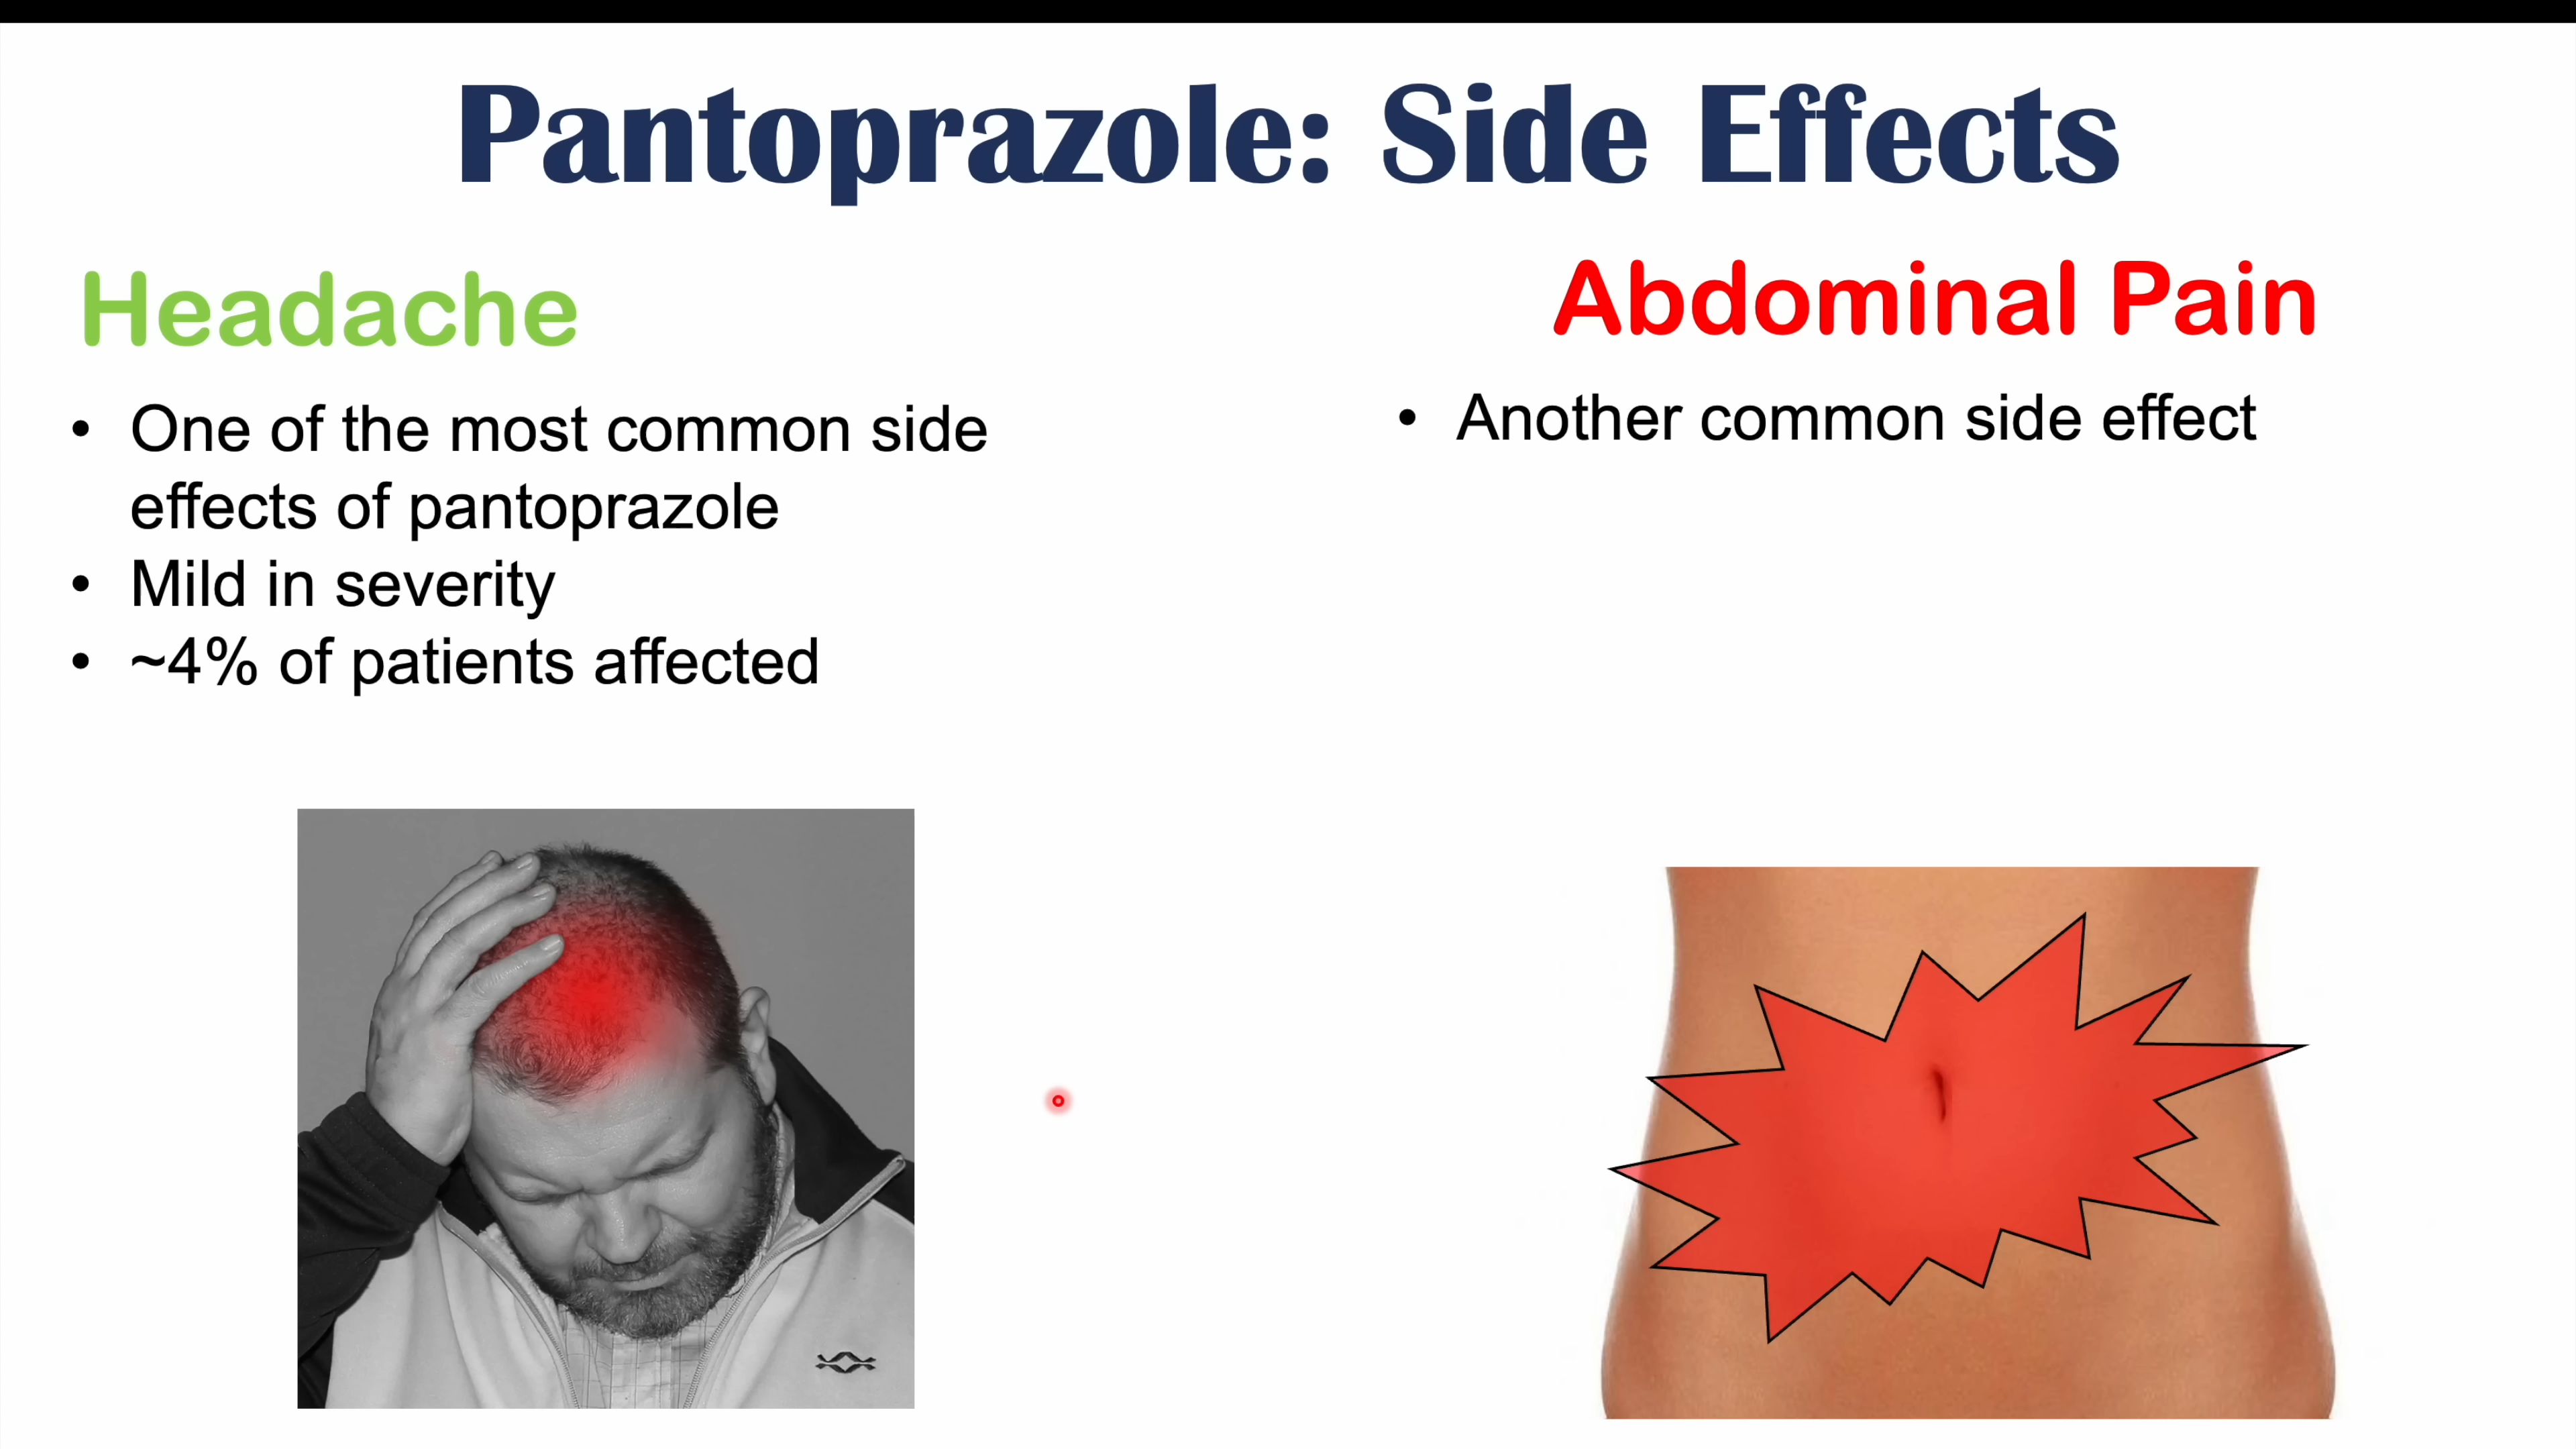 Pantoprazole: Side Effects
Headache
• One of the most common side
effects of pantoprazole
• Mild in severity
• ~4% of patients affected
Abdominal Pain
• Another common side effect